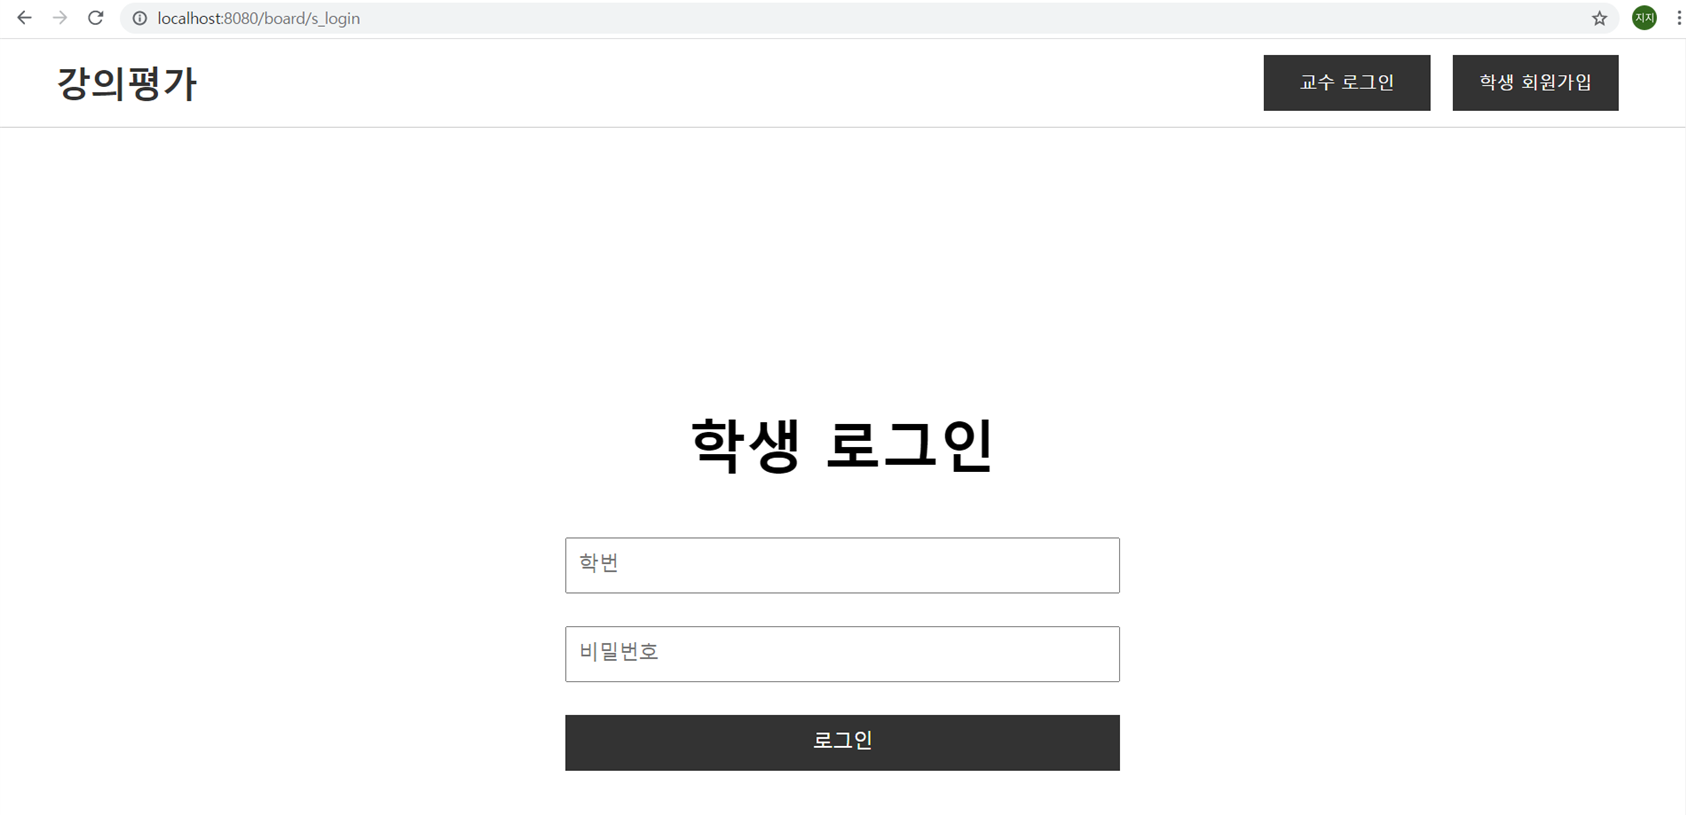 localhost:8080/board/s_login
지지
강의평가
교수 로그인
학생 회원가입
학생 로그인
학번
비밀번호
로그인